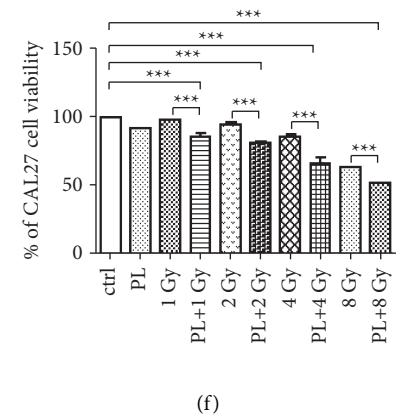 ***
***
***
***
***
***
***
***
150
100
50
0
% of CAL27 cell viability
ctrl
PL
1 Gy
PL+1 Gy
2 Gy
PL+2 Gy
4 Gy
PL+4 Gy
8 Gy
PL+8 Gy
(f)